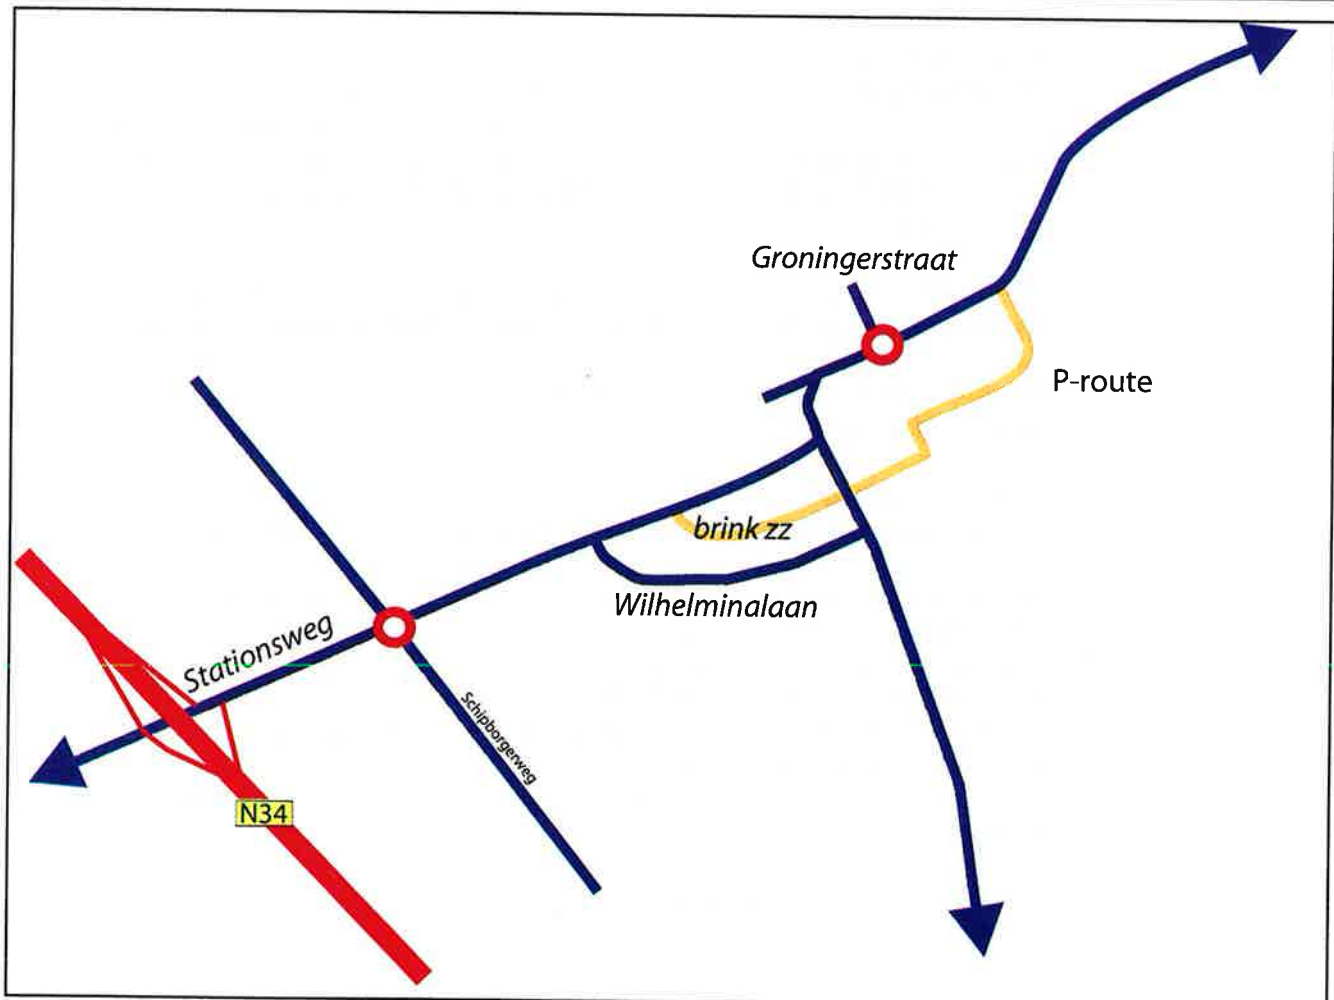 Groningerstraat
P-route
brink zz
Wilhelminalaan
Stationsweg
Schipborgerweg
N34